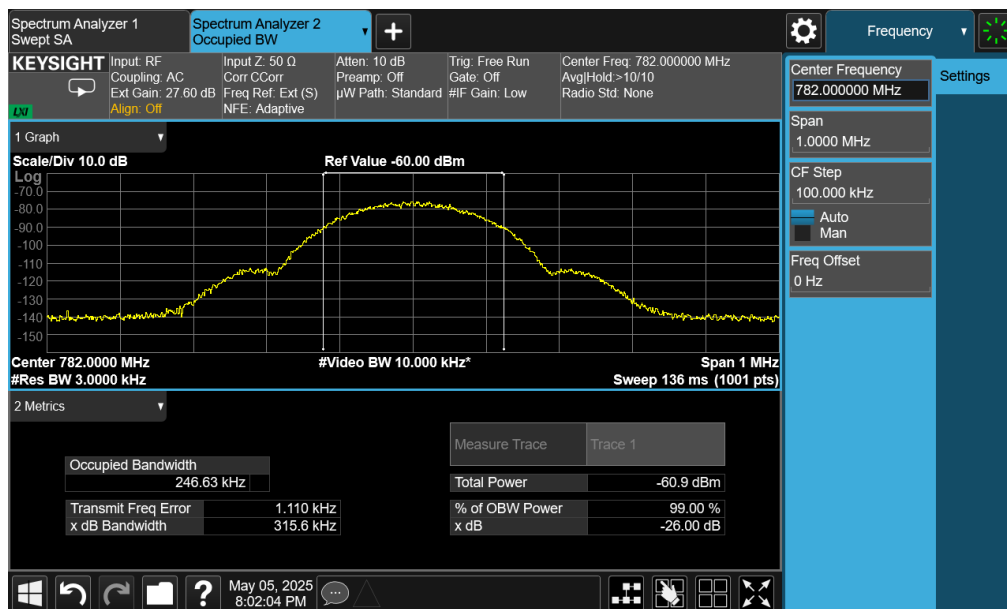 Spectrum Analyzer 1
Swept SA
Spectrum Analyzer 2
Occupied BW
Frequency
KEYSIGHT
LXI
Input: RF
Coupling: AC
Ext Gain: 27.60 dB
Align: Off
Input Z: 50 Ω
Corr CCorr
Freq Ref: Ext (S)
NFE: Adaptive
Atten: 10 dB
Preamp: Off
µW Path: Standard
Trig: Free Run
Gate: Off
#IF Gain: Low
Center Freq: 782.000000 MHz
Avg|Hold:>10/10
Radio Std: None
Center Frequency
782.000000 MHz
Settings
Span
1.0000 MHz
CF Step
100.000 kHz
Auto
Man
Freq Offset
0 Hz
1 Graph
Scale/Div 10.0 dB
Ref Value -60.00 dBm
Log
-70.0
-80.0
-90.0
-100
-110
-120
-130
-140
-150
Center 782.0000 MHz
#Video BW 10.000 kHz*
Span 1 MHz
#Res BW 3.0000 kHz
Sweep 136 ms (1001 pts)
2 Metrics
Measure Trace
Trace 1
Occupied Bandwidth
246.63 kHz
Total Power
-60.9 dBm
Transmit Freq Error
1.110 kHz
% of OBW Power
99.00 %
x dB Bandwidth
315.6 kHz
x dB
-26.00 dB
?
May 05, 2025
8:02:04 PM